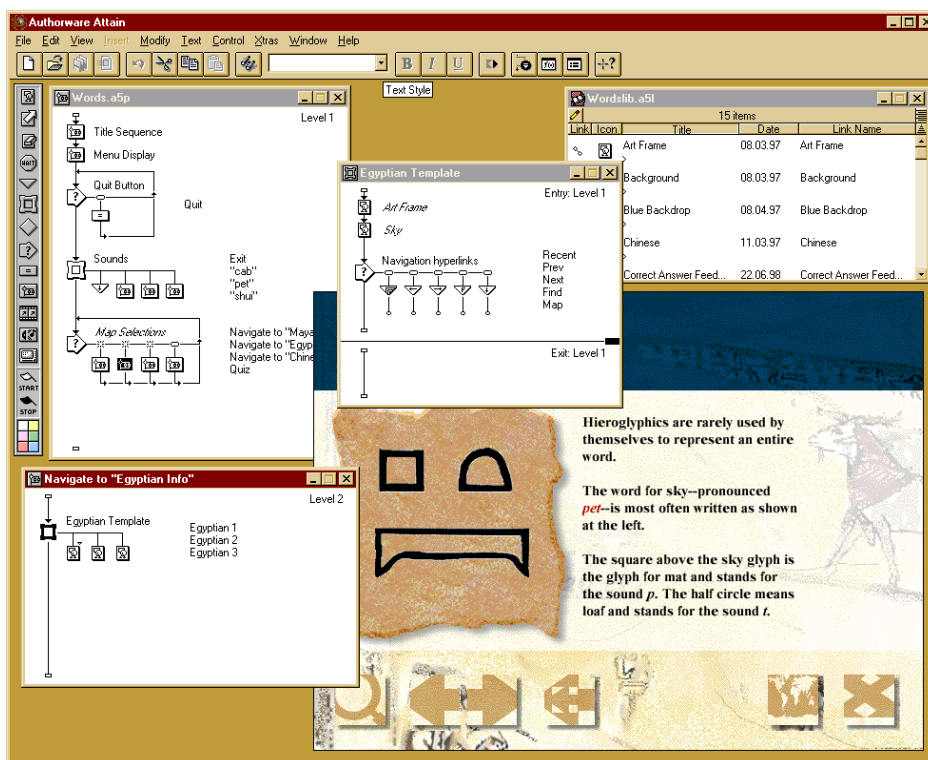 Authorware Attain
File Edit View Insert Modify Text Control Xtras Window Help
B I U
Text Style
WAIT
START
STOP
Words.a5p
Level 1
Title Sequence
Menu Display
Quit Button
Quit
Sounds
Exit
"cab"
"pet"
"shui"
Map Selections
Navigate to "Maya
Navigate to "Egyp
Navigate to "Chine
Quiz
Egyptian Template
Entry: Level 1
Art Frame
Sky
Navigation hyperlinks
Recent
Prev
Next
Find
Map
Exit: Level 1
Wordslib.a5l
15 items
Link Icon Title Date Link Name
Art Frame 08.03.97 Art Frame
Background 08.03.97 Background
Blue Backdrop 08.04.97 Blue Backdrop
Chinese 11.03.97 Chinese
Correct Answer Feed... 22.06.98 Correct Answer Feed...
Navigate to "Egyptian Info"
Level 2
Egyptian Template
Egyptian 1
Egyptian 2
Egyptian 3
Hieroglyphics are rarely used by
themselves to represent an entire
word.
The word for sky--pronounced
pet--is most often written as shown
at the left.
The square above the sky glyph is
the glyph for mat and stands for
the sound p. The half circle means
loaf and stands for the sound t.